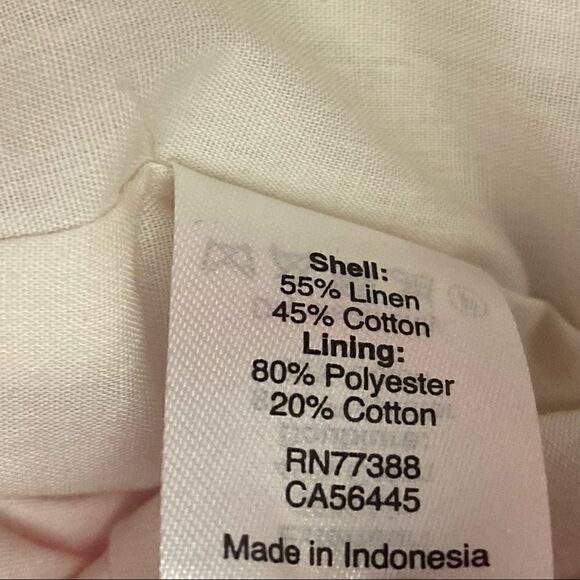 Shell:
55% Linen
45% Cotton
Lining:
80% Polyester
20% Cotton
RN77388
CA56445
Made in Indonesia